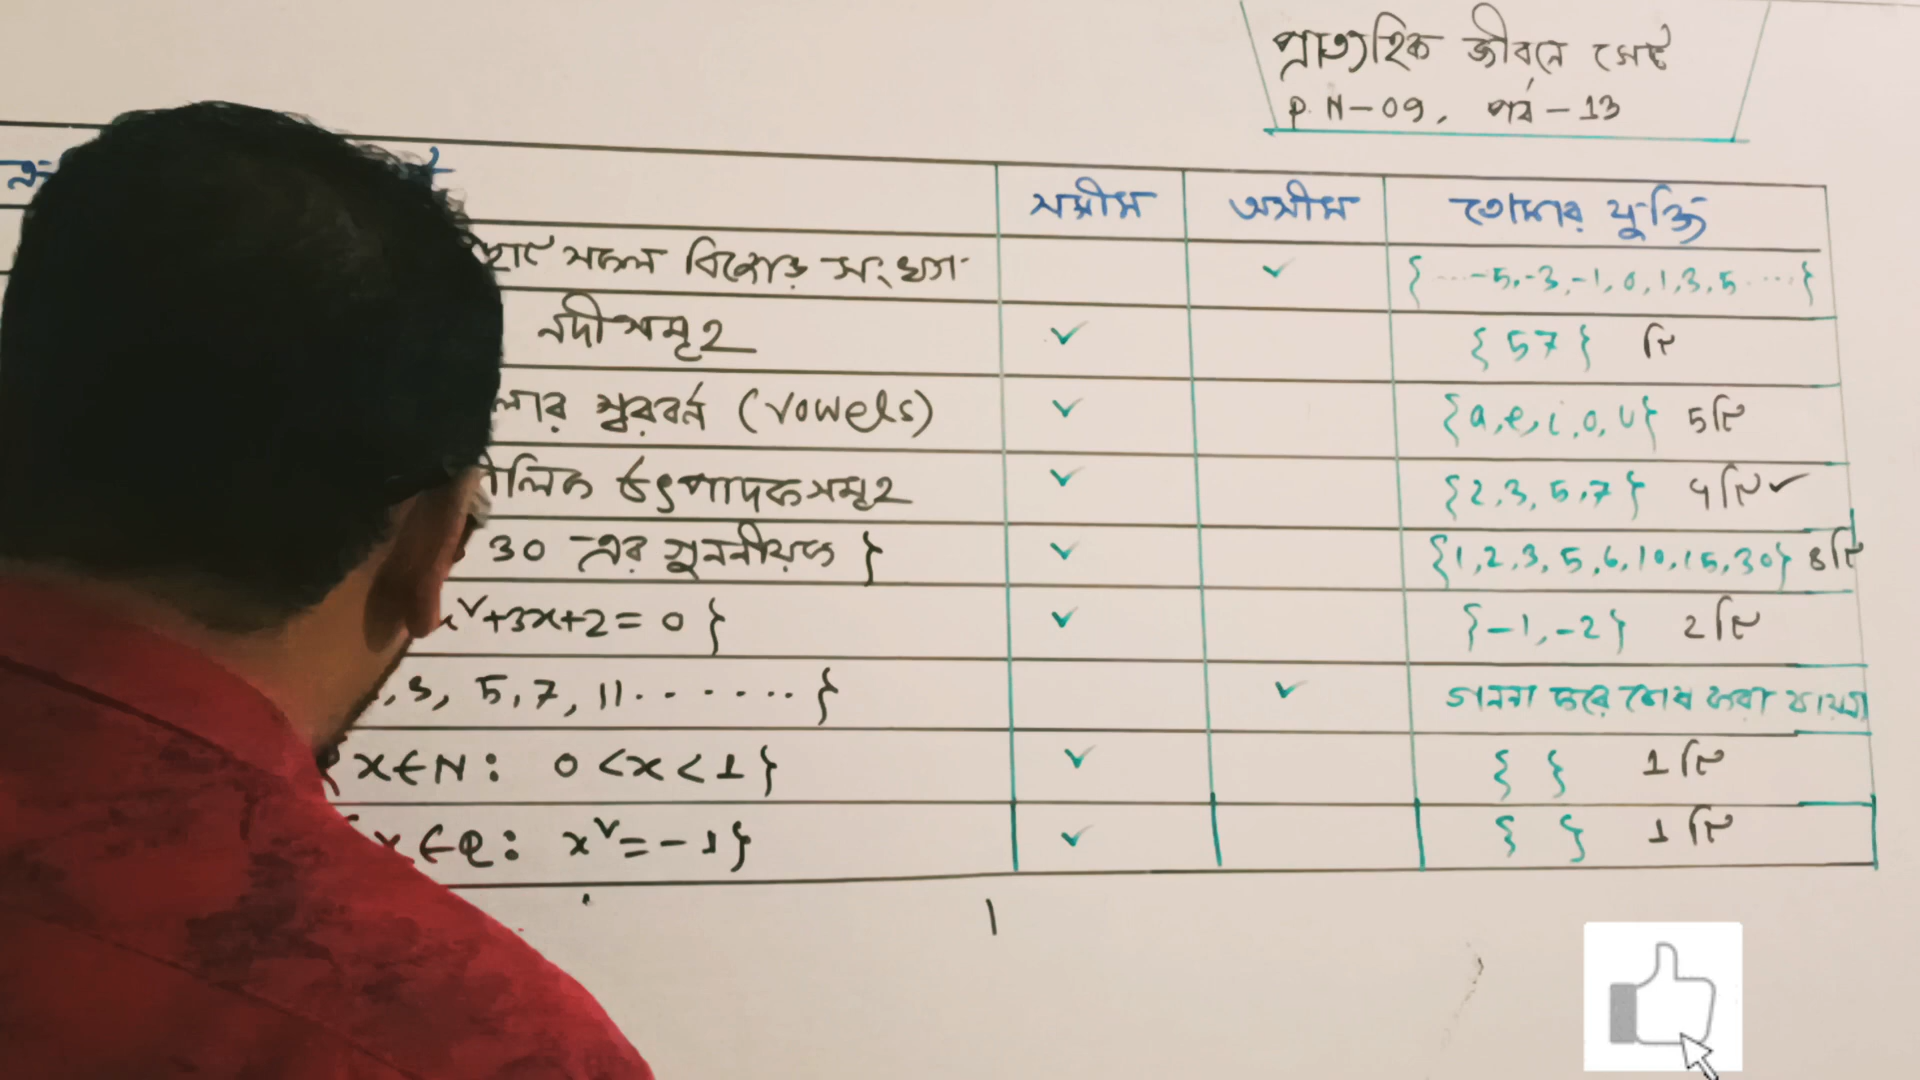 প্রাত্যহিক জীবনে সেট
P. N-09, পর্ব-13
সসীম অসীম তোমার যুক্তি
সকল বিজোড় সংখ্যা ✓ {.....-5,-3,-1,0,1,3,5.....}
নদীসমূহ ✓ {57} টি
লার স্বরবর্ণ (vowels) ✓ {a,e,i,o,u} 5টি
লিক উৎপাদকসমূহ ✓ {2,3,5,7} 4টি ✓
30 এর গুননীয়ক } ✓ {1,2,3,5,6,10,15,30} 8টি
x²+3x+2=0} ✓ {-1,-2} 2টি
,3, 5,7, 11.......} ✓ গননা করে শেষ করা যায়না
{x∈N: 0<x<1} ✓ { } 1টি
x∈Q: x²=-1} ✓ { } 1টি